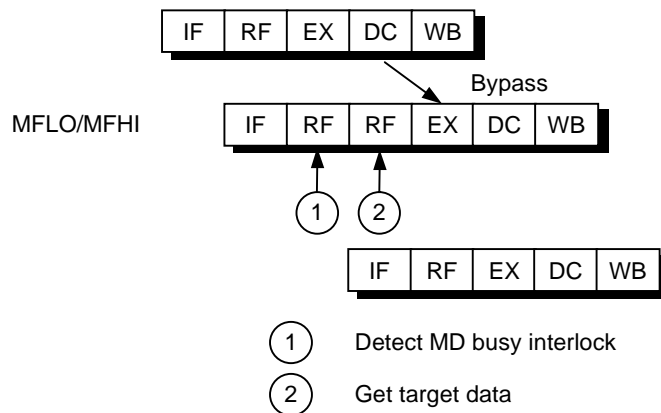 IF RF EX DC WB
Bypass
MFLO/MFHI IF RF RF EX DC WB
1 2
IF RF EX DC WB
1 Detect MD busy interlock
2 Get target data